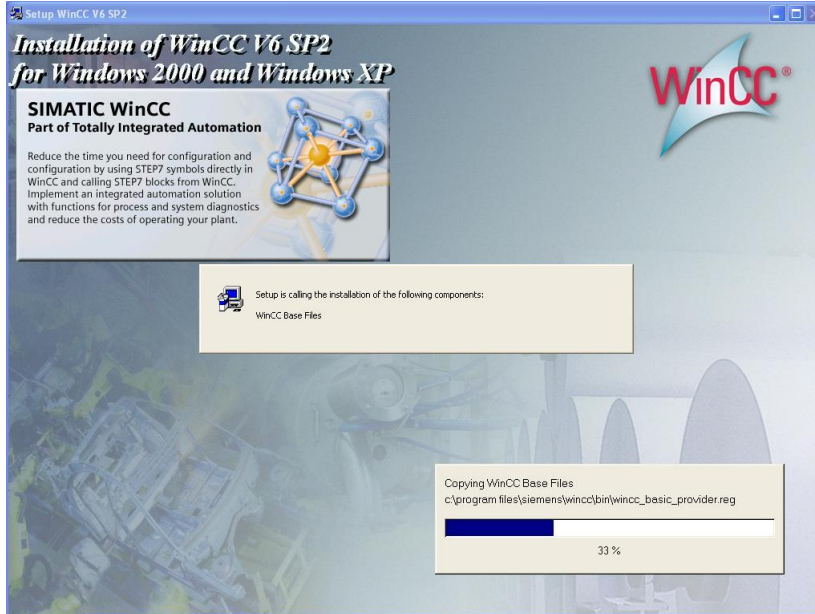 Setup WinCC V6 SP2
Installation of WinCC V6 SP2
for Windows 2000 and Windows XP
WinCC®
SIMATIC WinCC
Part of Totally Integrated Automation
Reduce the time you need for configuration and
configuration by using STEP7 symbols directly in
WinCC and calling STEP7 blocks from WinCC.
Implement an integrated automation solution
with functions for process and system diagnostics
and reduce the costs of operating your plant.
Setup is calling the installation of the following components:
WinCC Base Files
Copying WinCC Base Files
c:\program files\siemens\wincc\bin\wincc_basic_provider.reg
33 %